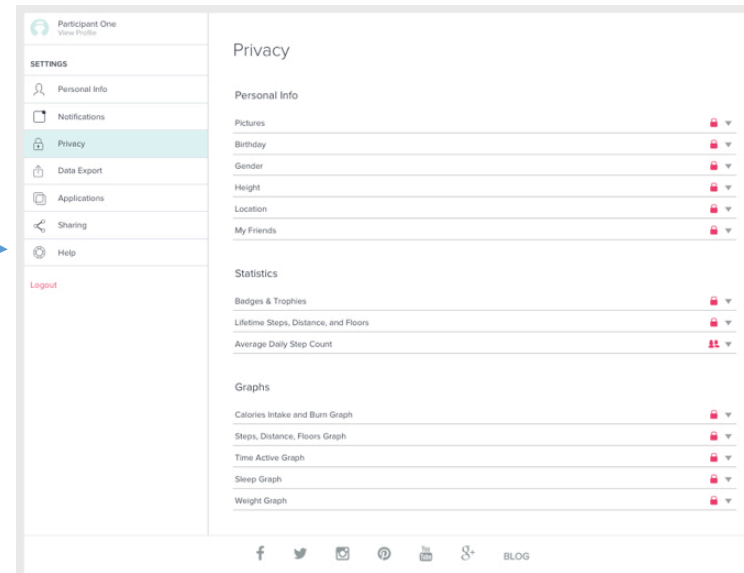 Participant One
View Profile
SETTINGS
Personal Info
Notifications
Privacy
Data Export
Applications
Sharing
Help
Logout
Privacy
Personal Info
Pictures
Birthday
Gender
Height
Location
My Friends
Statistics
Badges & Trophies
Lifetime Steps, Distance, and Floors
Average Daily Step Count
Graphs
Calories Intake and Burn Graph
Steps, Distance, Floors Graph
Time Active Graph
Sleep Graph
Weight Graph
You Tube
BLOG